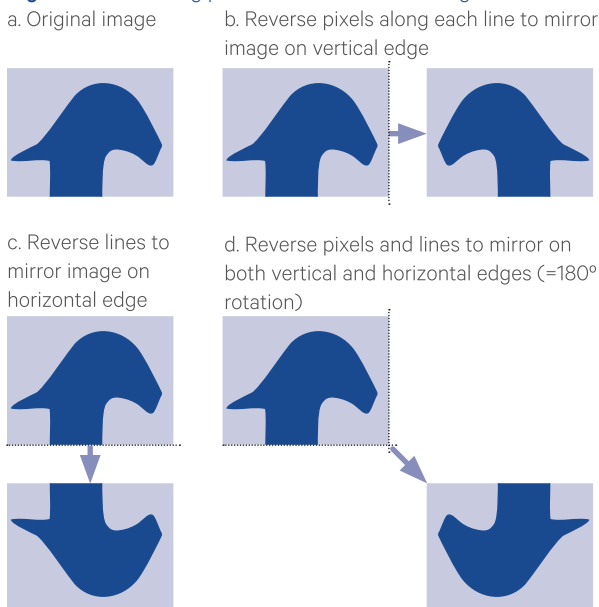 a. Original image
b. Reverse pixels along each line to mirror
image on vertical edge
c. Reverse lines to
mirror image on
horizontal edge
d. Reverse pixels and lines to mirror on
both vertical and horizontal edges (=180°
rotation)